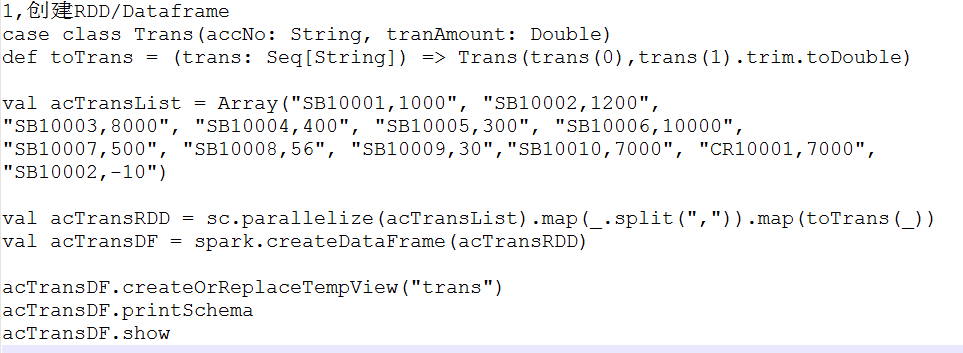 1,创建RDD/Dataframe
case class Trans(accNo: String, tranAmount: Double)
def toTrans = (trans: Seq[String]) => Trans(trans(0),trans(1).trim.toDouble)
val acTransList = Array("SB10001,1000", "SB10002,1200",
"SB10003,8000", "SB10004,400", "SB10005,300", "SB10006,10000",
"SB10007,500", "SB10008,56", "SB10009,30","SB10010,7000", "CR10001,7000",
"SB10002,-10")
val acTransRDD = sc.parallelize(acTransList).map(_.split(",")).map(toTrans(_))
val acTransDF = spark.createDataFrame(acTransRDD)
acTransDF.createOrReplaceTempView("trans")
acTransDF.printSchema
acTransDF.show